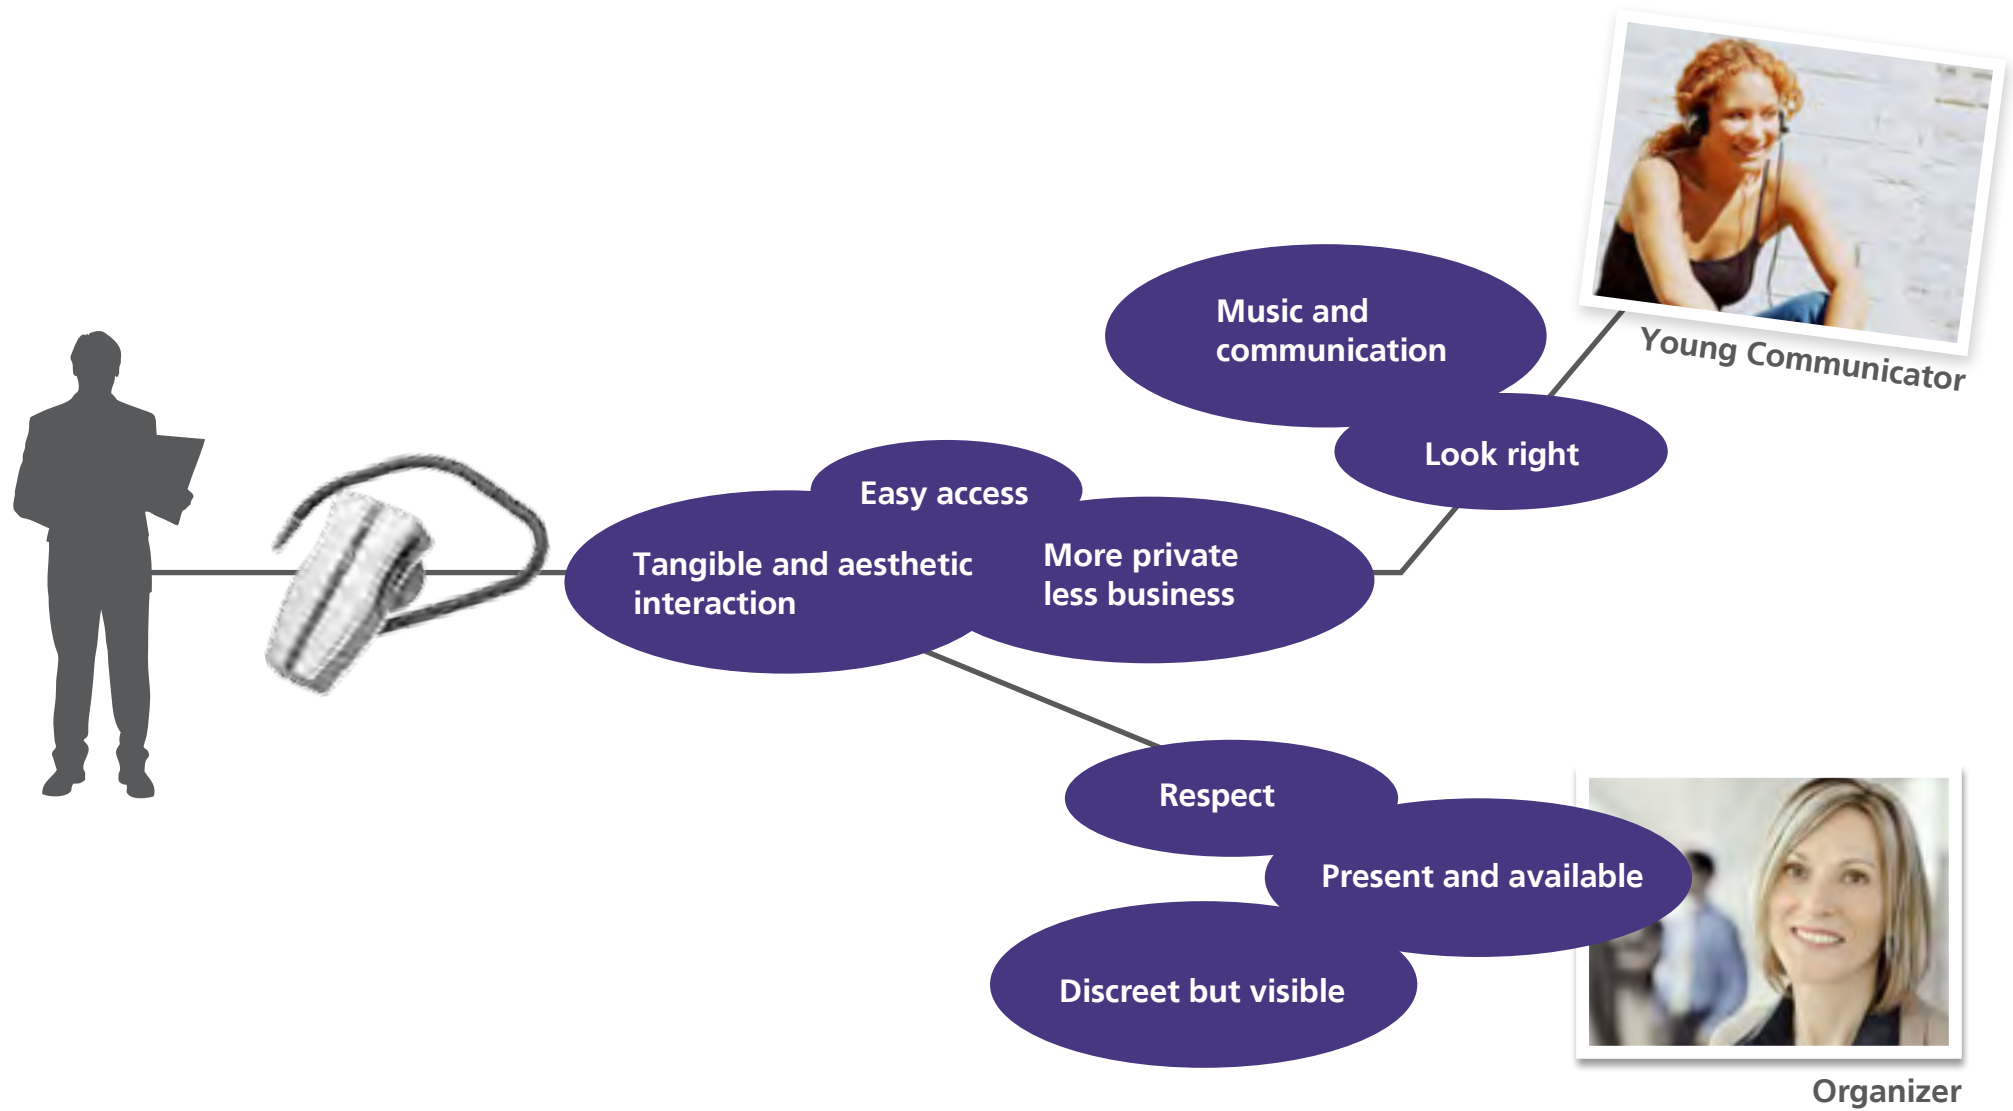 Music and
communication
Young Communicator
Look right
Easy access
Tangible and aesthetic
interaction
More private
less business
Respect
Present and available
Discreet but visible
Organizer